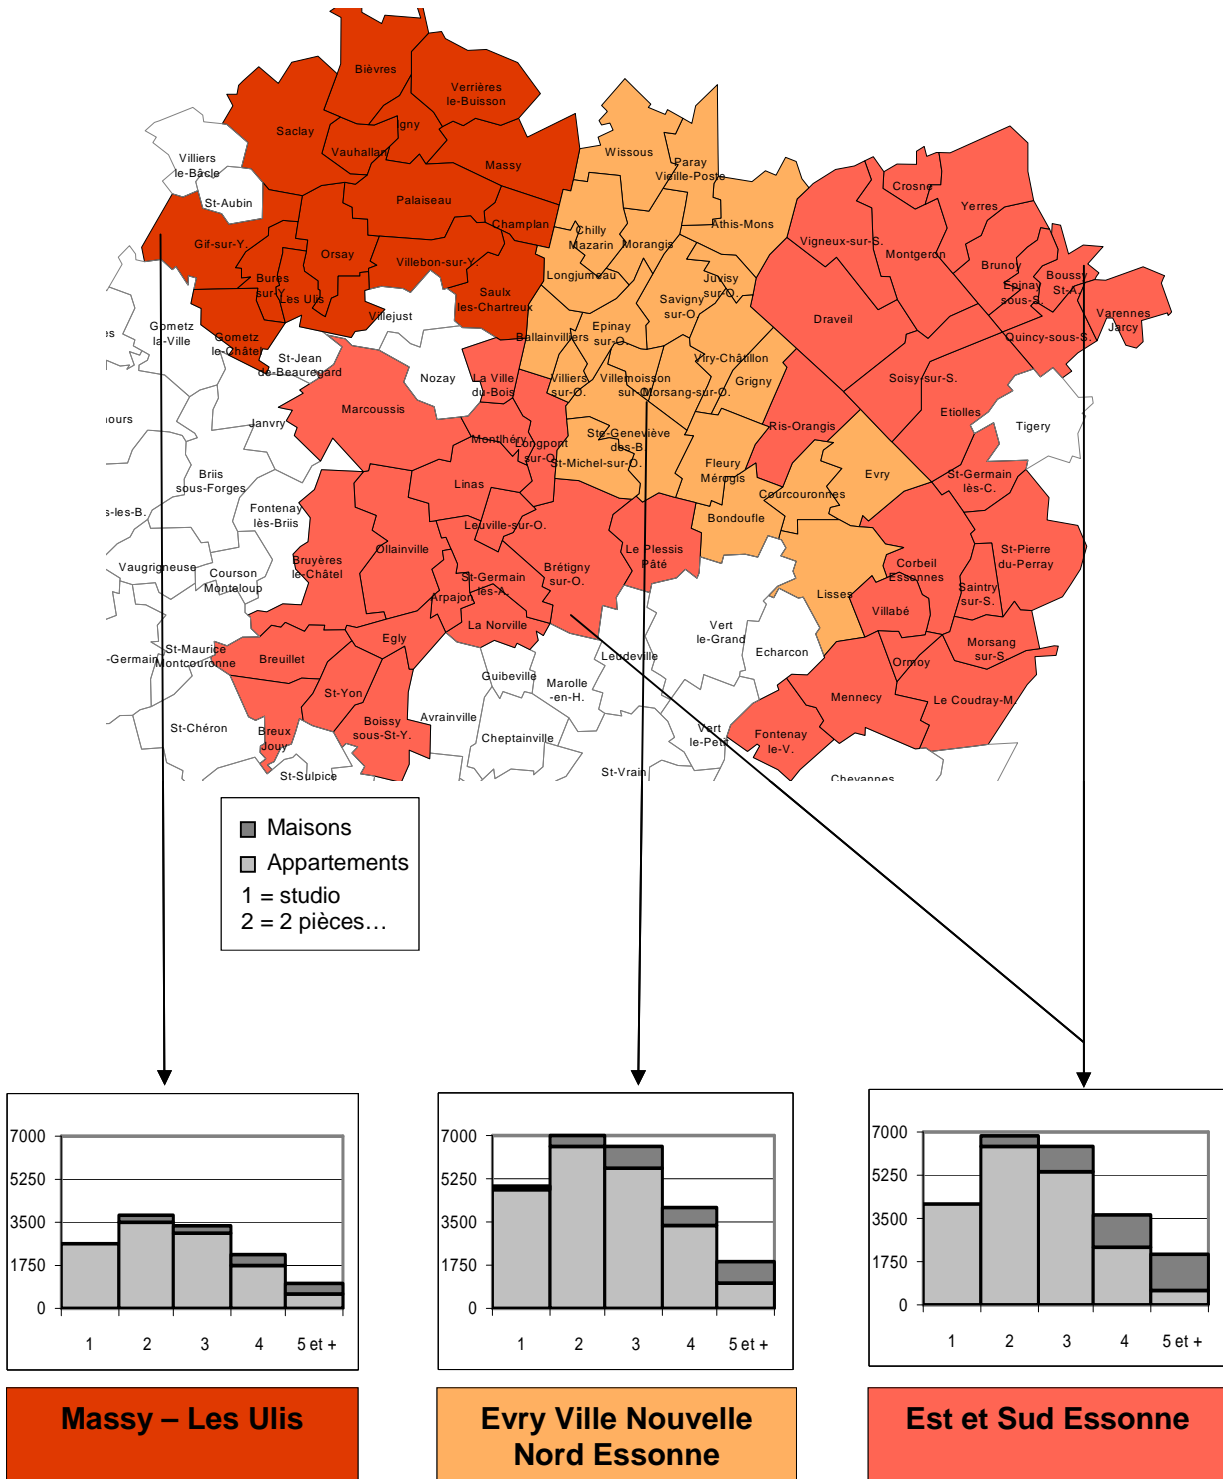 Bièvres
Verrières
le-Buisson
Igny
Saclay
Vauhallan
Massy
Wissous
Paray
Vieille-Poste
Villiers
le-Bâcle
St-Aubin
Palaiseau
Champlan
Athis-Mons
Crosne
Yerres
Gif-sur-Y.
Orsay
Villebon-sur-Y.
Chilly
Mazarin
Morangis
Vigneux-sur-S.
Montgeron
Brunoy
Boussy
St-A.
Epinay
sous-S.
Bures
sur-Y.
Les Ulis
Saulx
les-Chartreux
Longjumeau
Juvisy
sur-O.
Savigny
sur-O.
Varennes
Jarcy
Gometz
la-Ville
Villejust
Draveil
Quincy-sous-S.
Gometz
le-Châtel
Ballainvilliers
Epinay
sur-O.
Viry-Châtillon
St-Jean
de-Beauregard
Nozay
La Ville
du-Bois
Villiers
sur-O.
Villemoisson
sur-O.
Morsang-sur-O.
Grigny
Soisy-sur-S.
Etiolles
Marcoussis
Janvry
Tigery
Ris-Orangis
Montlhéry
Longpont
sur-O.
Ste-Geneviève
des-B.
St-Michel-sur-O.
Fleury
Mérogis
Evry
Courcouronnes
St-Germain
lès-C.
Briis
sous-Forges
Linas
Fontenay
lès-Briis
Leuville-sur-O.
Bondoufle
s-les-B.
Bruyères
le-Châtel
Ollainville
Le Plessis
Pâté
St-Pierre
du-Perray
Vaugrigneuse
Courson
Monteloup
St-Germain
lès-A.
Brétigny
sur-O.
Corbeil
Essonnes
Saintry
sur-S.
Arpajon
Lisses
Villabé
La Norville
Vert
le-Grand
Egly
St-Maurice
Montcouronne
-Germain
Breuillet
Leudeville
Echarcon
Morsang
sur-S.
Ormoy
Guibeville
Marolle
-en-H.
St-Yon
Mennecy
Le Coudray-M.
St-Chéron
Boissy
sous-St-Y.
Avrainville
Breux
Jouy
Cheptainville
Vert
le-Petit
Fontenay
le-V.
St-Sulpice
St-Vrain
Chevannes
Maisons
Appartements
1 = studio
2 = 2 pièces…
7000
5250
3500
1750
0
1 2 3 4 5 et +
7000
5250
3500
1750
0
1 2 3 4 5 et +
7000
5250
3500
1750
0
1 2 3 4 5 et +
Massy – Les Ulis
Evry Ville Nouvelle
Nord Essonne
Est et Sud Essonne